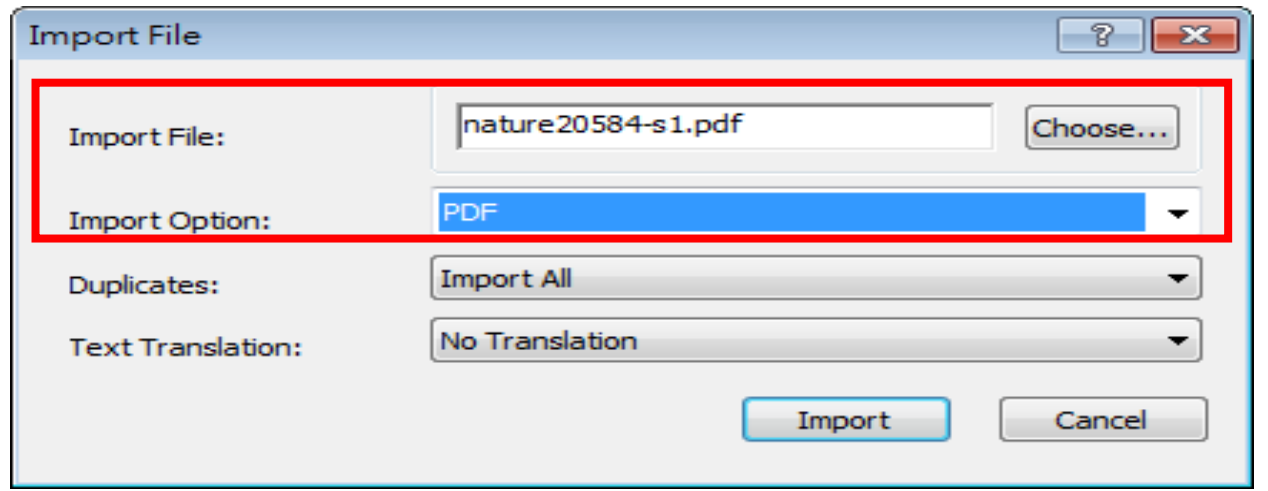 Import File
?
Import File: nature20584-s1.pdf Choose...
Import Option: PDF
Duplicates: Import All
Text Translation: No Translation
Import Cancel